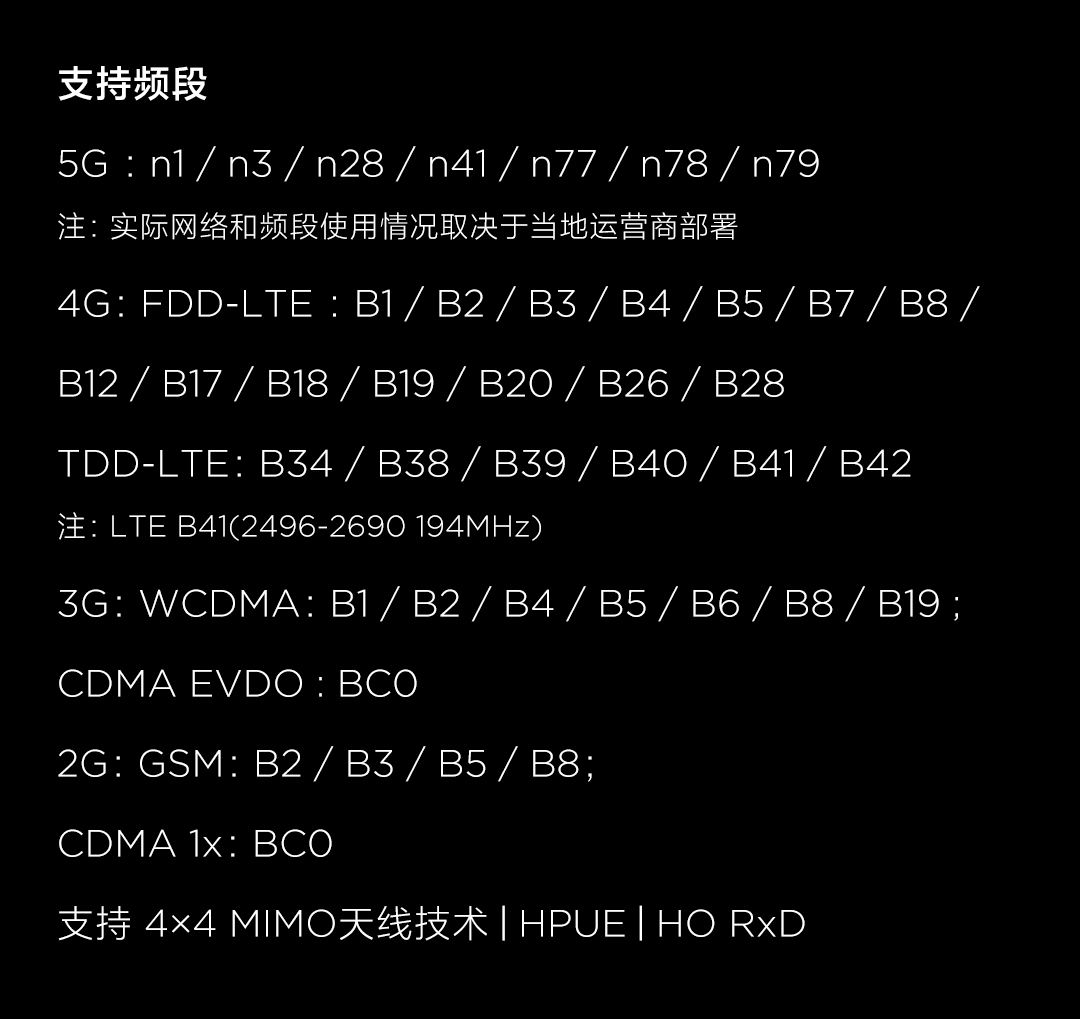 支持频段
5G : n1 / n3 / n28 / n41 / n77 / n78 / n79
注: 实际网络和频段使用情况取决于当地运营商部署
4G: FDD-LTE : B1 / B2 / B3 / B4 / B5 / B7 / B8 /
B12 / B17 / B18 / B19 / B20 / B26 / B28
TDD-LTE: B34 / B38 / B39 / B40 / B41 / B42
注: LTE B41(2496-2690 194MHz)
3G: WCDMA: B1 / B2 / B4 / B5 / B6 / B8 / B19 ;
CDMA EVDO : BC0
2G: GSM: B2 / B3 / B5 / B8;
CDMA 1x: BC0
支持 4×4 MIMO天线技术 | HPUE | HO RxD